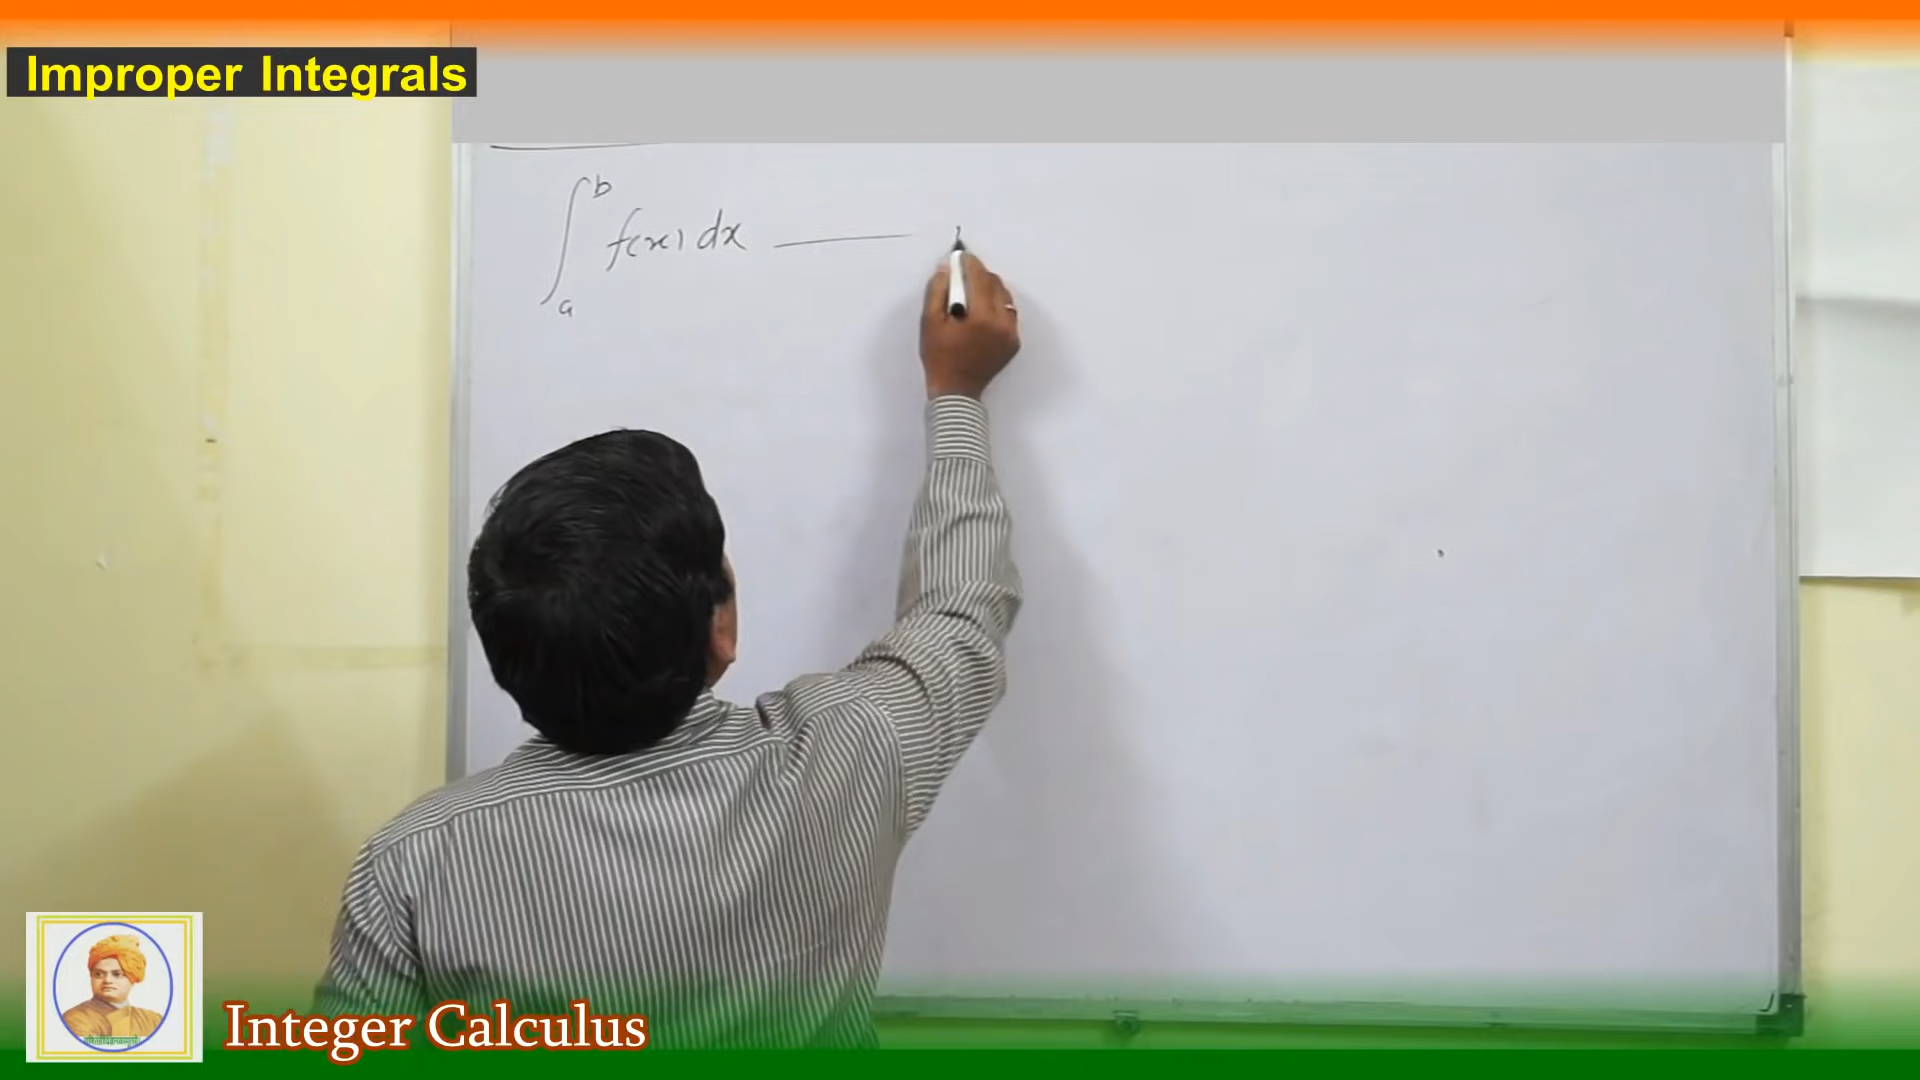 Improper Integrals
∫_a^b f(x) dx ———
Integer Calculus